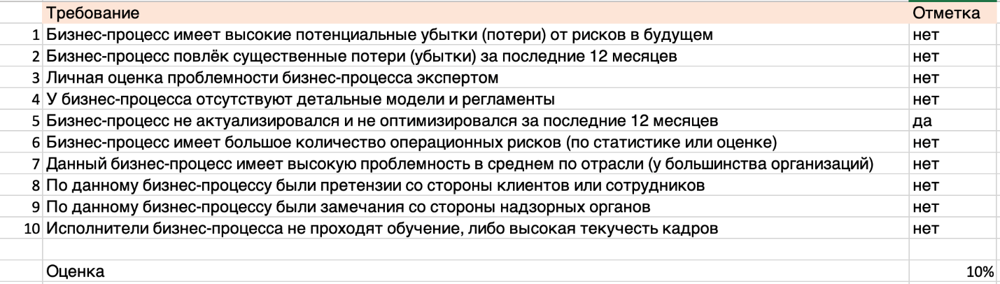 Требование Отметка
1 Бизнес-процесс имеет высокие потенциальные убытки (потери) от рисков в будущем нет
2 Бизнес-процесс повлёк существенные потери (убытки) за последние 12 месяцев нет
3 Личная оценка проблемности бизнес-процесса экспертом нет
4 У бизнес-процесса отсутствуют детальные модели и регламенты нет
5 Бизнес-процесс не актуализировался и не оптимизировался за последние 12 месяцев да
6 Бизнес-процесс имеет большое количество операционных рисков (по статистике или оценке) нет
7 Данный бизнес-процесс имеет высокую проблемность в среднем по отрасли (у большинства организаций) нет
8 По данному бизнес-процессу были претензии со стороны клиентов или сотрудников нет
9 По данному бизнес-процессу были замечания со стороны надзорных органов нет
10 Исполнители бизнес-процесса не проходят обучение, либо высокая текучесть кадров нет
Оценка 10%